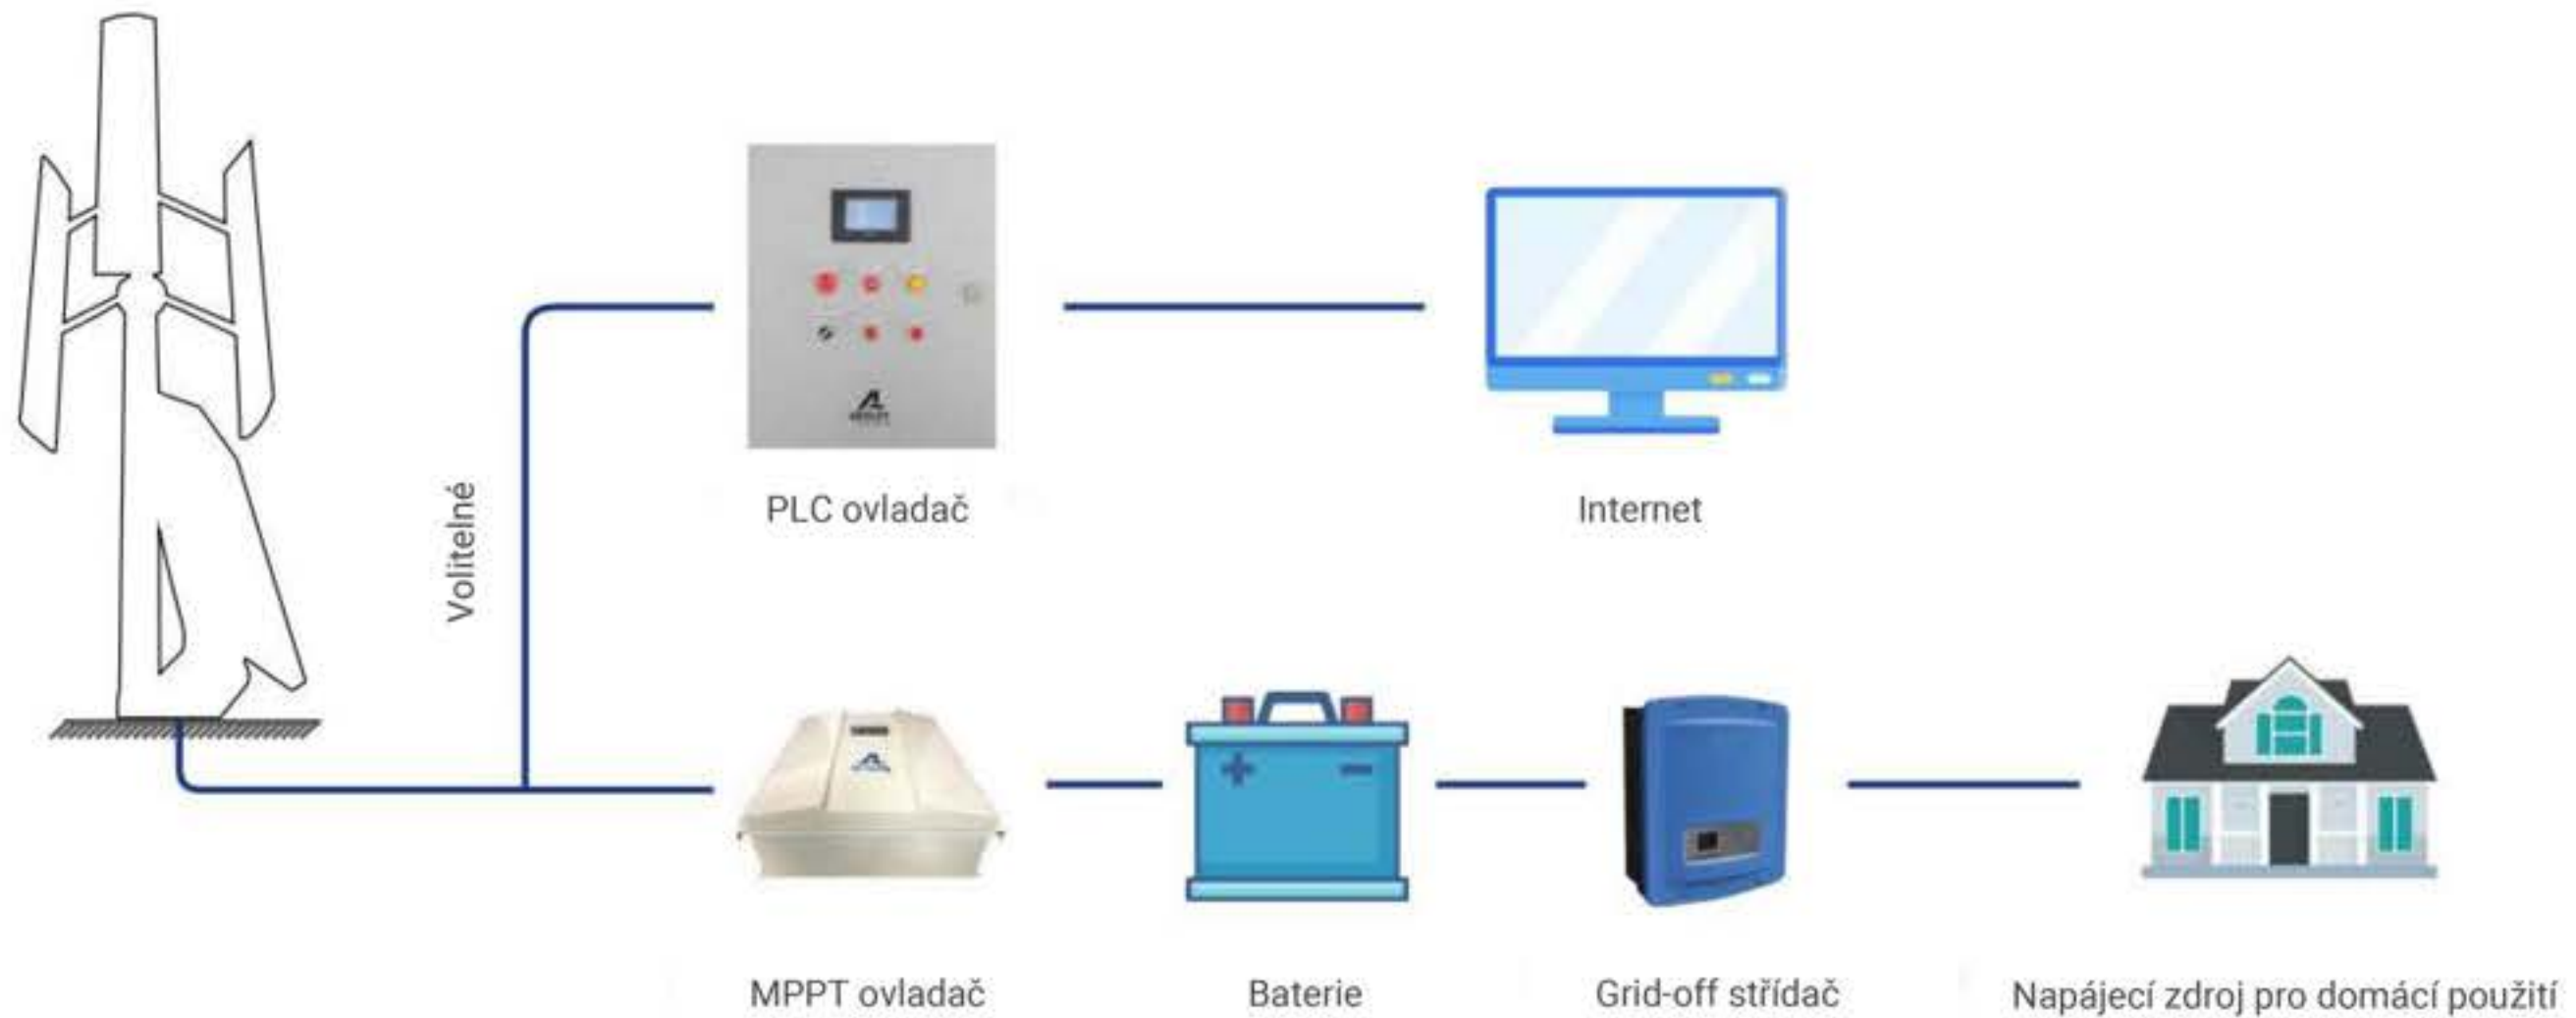 Volitelné
PLC ovladač
Internet
MPPT ovladač
Baterie
Grid-off střídač
Napájecí zdroj pro domácí použití